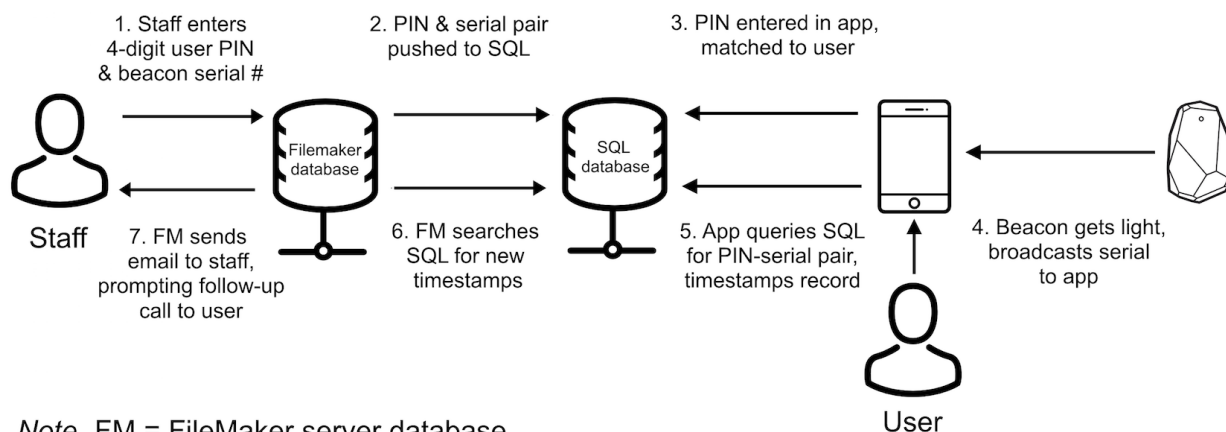 1. Staff enters
4-digit user PIN
& beacon serial #
2. PIN & serial pair
pushed to SQL
3. PIN entered in app,
matched to user
Filemaker
database
SQL
database
Staff
7. FM sends
email to staff,
prompting follow-up
call to user
6. FM searches
SQL for new
timestamps
5. App queries SQL
for PIN-serial pair,
timestamps record
4. Beacon gets light,
broadcasts serial
to app
User
Note. FM = FileMaker server database